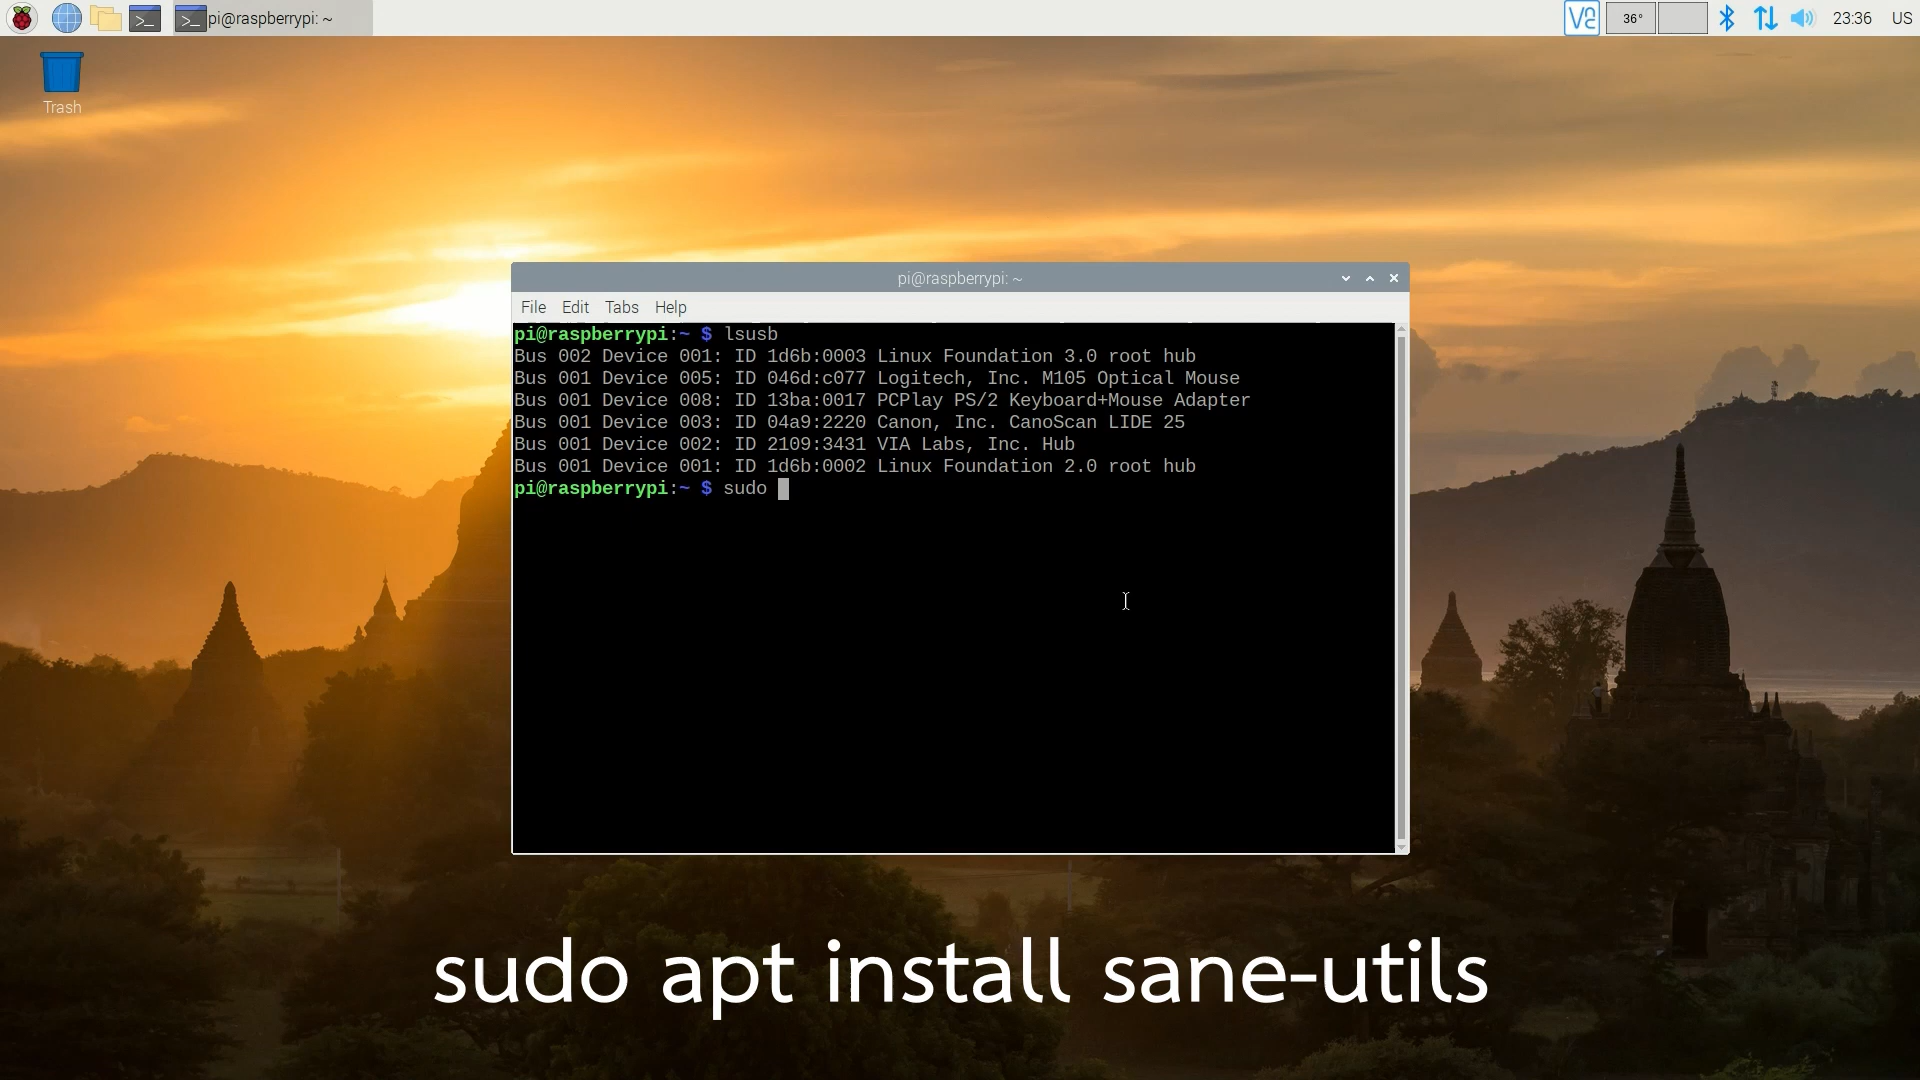 pi@raspberrypi: ~
VNC
36°
23:36
US
Trash
pi@raspberrypi: ~
File Edit Tabs Help
pi@raspberrypi:~ $ lsusb
Bus 002 Device 001: ID 1d6b:0003 Linux Foundation 3.0 root hub
Bus 001 Device 005: ID 046d:c077 Logitech, Inc. M105 Optical Mouse
Bus 001 Device 008: ID 13ba:0017 PCPlay PS/2 Keyboard+Mouse Adapter
Bus 001 Device 003: ID 04a9:2220 Canon, Inc. CanoScan LIDE 25
Bus 001 Device 002: ID 2109:3431 VIA Labs, Inc. Hub
Bus 001 Device 001: ID 1d6b:0002 Linux Foundation 2.0 root hub
pi@raspberrypi:~ $ sudo
sudo apt install sane-utils